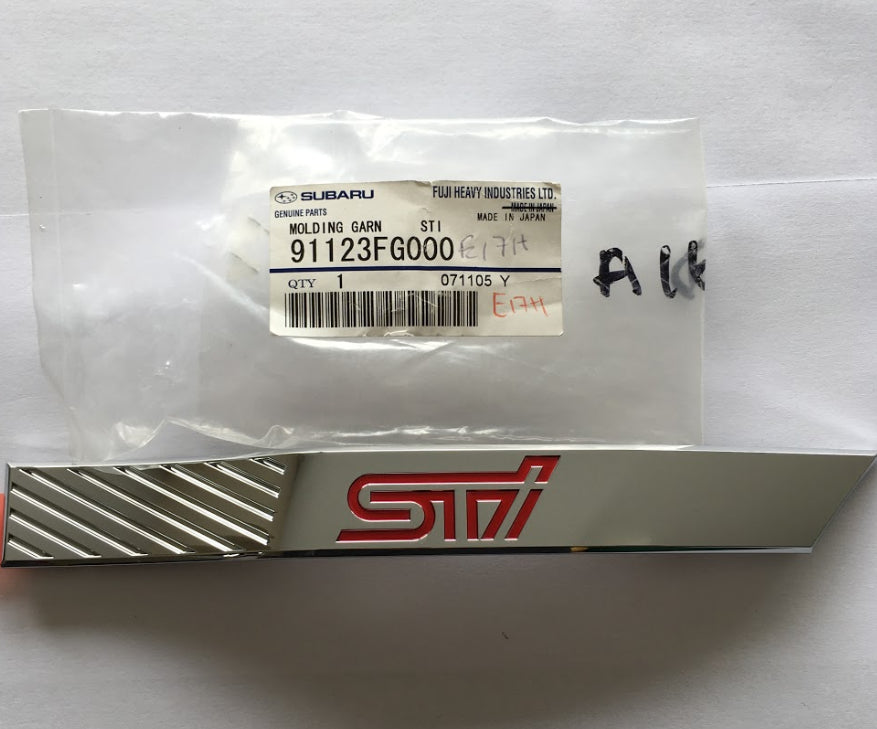 SUBARU FUJI HEAVY INDUSTRIES LTD.
GENUINE PARTS MADE IN JAPAN
MADE IN JAPAN
MOLDING GARN STI
91123FG000 E17H
QTY 1 071105 Y
E17H
STi